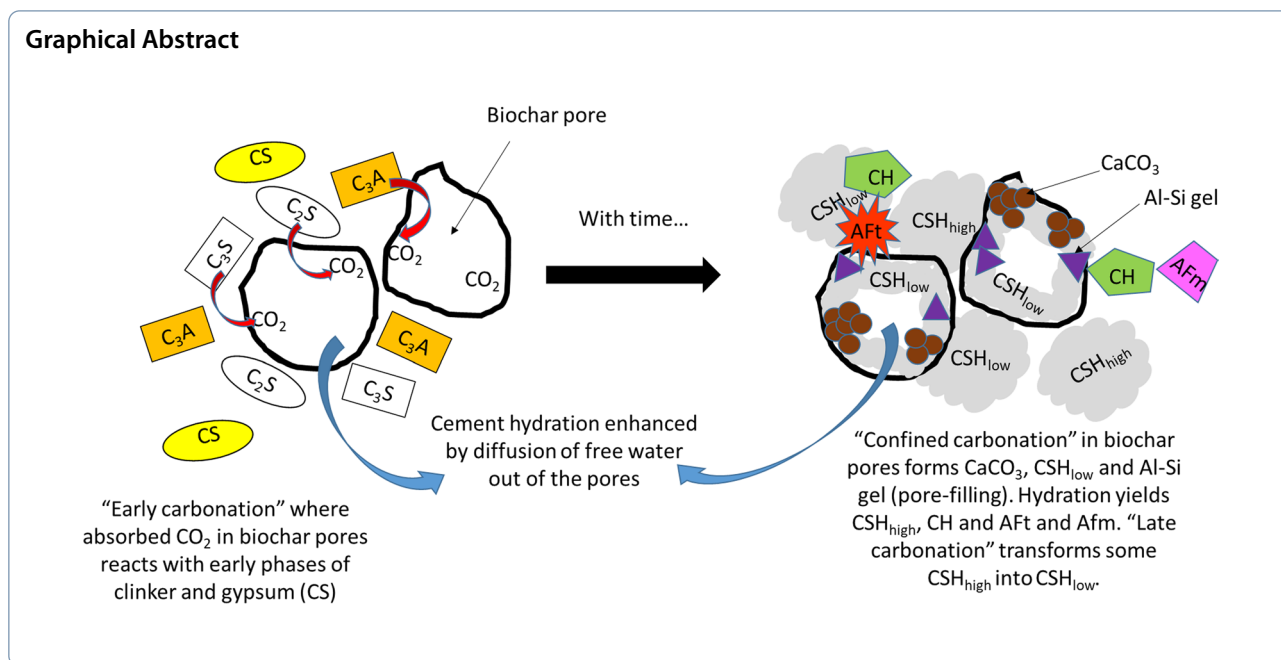 Graphical Abstract
Biochar pore
CS
C₃A
C₂S
C₃S
CO₂
CO₂
CO₂
CO₂
C₃A
C₃A
C₂S
C₃S
CS
With time...
Cement hydration enhanced
by diffusion of free water
out of the pores
"Early carbonation" where
absorbed CO₂ in biochar pores
reacts with early phases of
clinker and gypsum (CS)
CaCO₃
Al-Si gel
CH
CSHlow
AFt
CSHhigh
CSHlow
CSHlow
CH
AFm
CSHlow
CSHhigh
"Confined carbonation" in biochar
pores forms CaCO₃, CSHlow and Al-Si
gel (pore-filling). Hydration yields
CSHhigh, CH and AFt and Afm. "Late
carbonation" transforms some
CSHhigh into CSHlow.